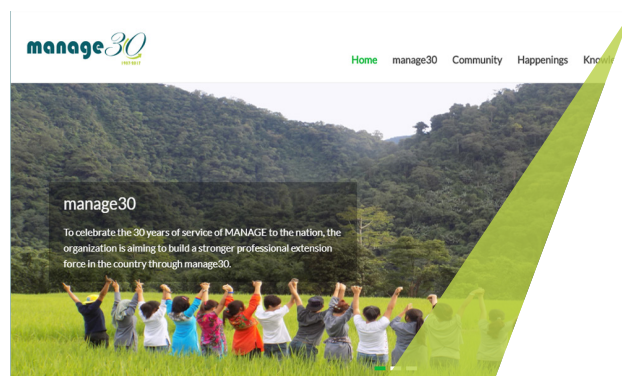 manage30
Home manage30 Community Happenings
manage30
To celebrate the 30 years of service of MANAGE to the nation, the
organization is aiming to build a stronger professional extension
force in the country through manage30.